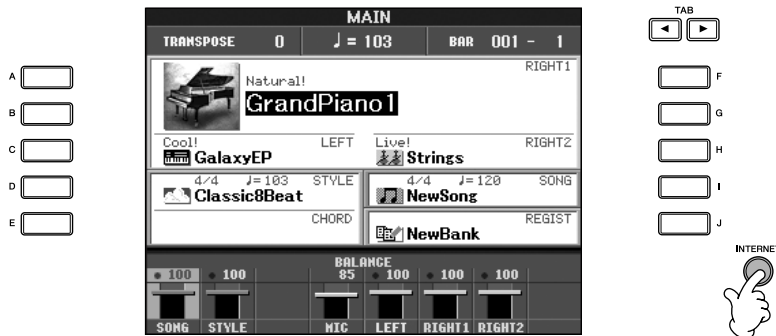 MAIN
TAB
TRANSPOSE 0 ♩= 103 BAR 001 - 1
A
B
C
D
E
RIGHT1
Natural!
GrandPiano1
Cool! LEFT
GalaxyEP
Live! RIGHT2
Strings
4/4 ♩=103 STYLE
Classic8Beat
4/4 ♩=120 SONG
NewSong
CHORD
REGIST
NewBank
F
G
H
I
J
INTERNE
BALANCE
100 100 85 100 100 100
SONG STYLE MIC LEFT RIGHT1 RIGHT2